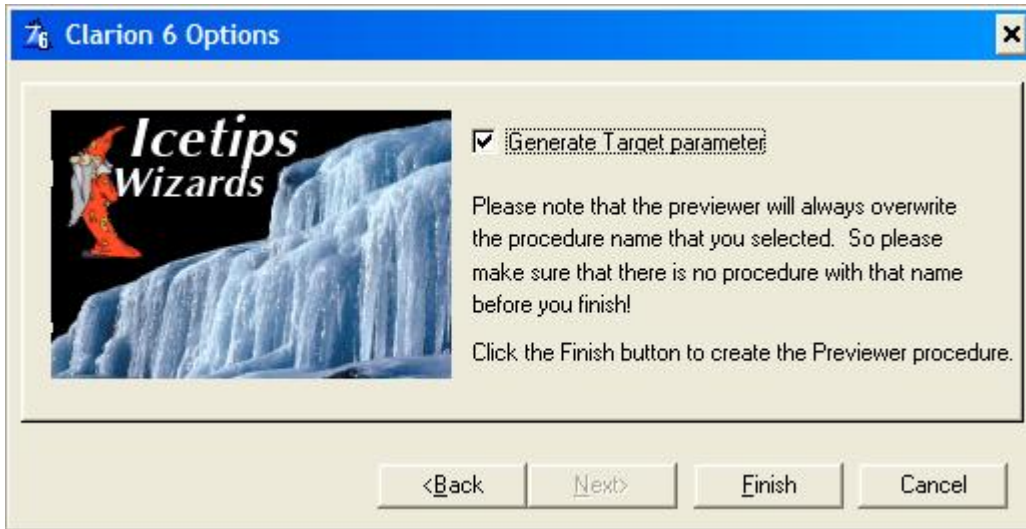 Clarion 6 Options
Icetips
Wizards
Generate Target parameter
Please note that the previewer will always overwrite
the procedure name that you selected.  So please
make sure that there is no procedure with that name
before you finish!
Click the Finish button to create the Previewer procedure.
<Back
Next>
Finish
Cancel